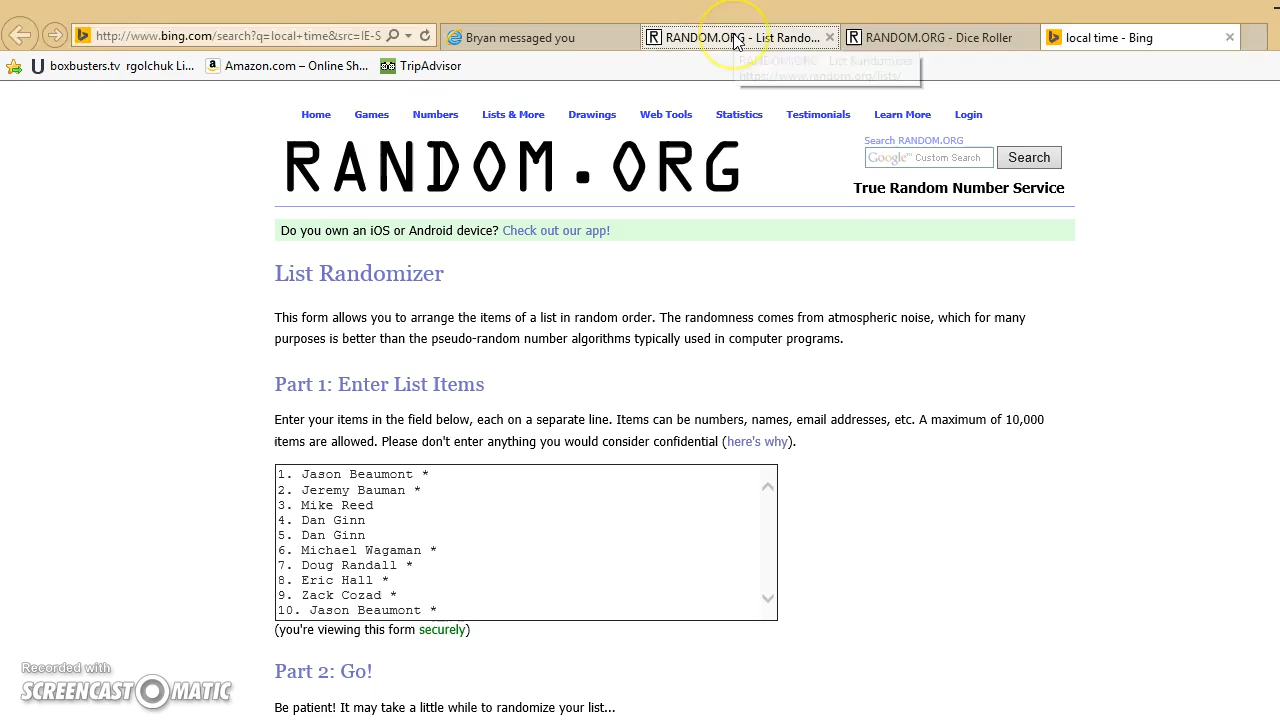 http://www.bing.com/search?q=local+time&src=IE-S
Bryan messaged you
RANDOM.ORG - List Rando...
RANDOM.ORG - Dice Roller
local time - Bing
boxbusters.tv rgolchuk Li...
Amazon.com – Online Sh...
TripAdvisor
RANDOM.ORG - List Randomizer
https://www.random.org/lists/
Home Games Numbers Lists & More Drawings Web Tools Statistics Testimonials Learn More Login
RANDOM.ORG
Search RANDOM.ORG
Google™ Custom Search
Search
True Random Number Service
Do you own an iOS or Android device? Check out our app!
List Randomizer
This form allows you to arrange the items of a list in random order. The randomness comes from atmospheric noise, which for many
purposes is better than the pseudo-random number algorithms typically used in computer programs.
Part 1: Enter List Items
Enter your items in the field below, each on a separate line. Items can be numbers, names, email addresses, etc. A maximum of 10,000
items are allowed. Please don't enter anything you would consider confidential (here's why).
1. Jason Beaumont *
2. Jeremy Bauman *
3. Mike Reed
4. Dan Ginn
5. Dan Ginn
6. Michael Wagaman *
7. Doug Randall *
8. Eric Hall *
9. Zack Cozad *
10. Jason Beaumont *
(you're viewing this form securely)
Part 2: Go!
Be patient! It may take a little while to randomize your list...
Recorded with
SCREENCAST-O-MATIC